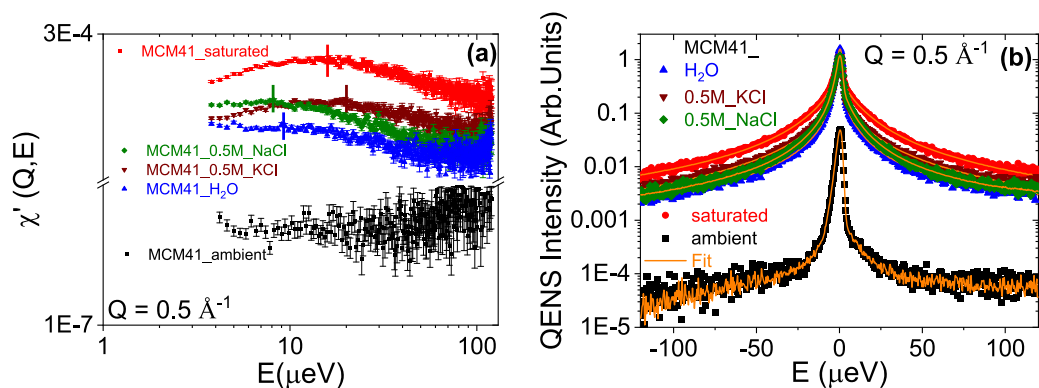 3E-4
MCM41_saturated
(a)
χ' (Q,E)
MCM41_0.5M_NaCl
MCM41_0.5M_KCl
MCM41_H₂O
MCM41_ambient
Q = 0.5 Å⁻¹
1E-7
1 10 100
E(μeV)
MCM41_
Q = 0.5 Å⁻¹
(b)
H₂O
0.5M_KCl
0.5M_NaCl
QENS Intensity (Arb.Units)
1
0.1
0.01
0.001
1E-4
1E-5
saturated
ambient
Fit
-100 -50 0 50 100
E (μeV)